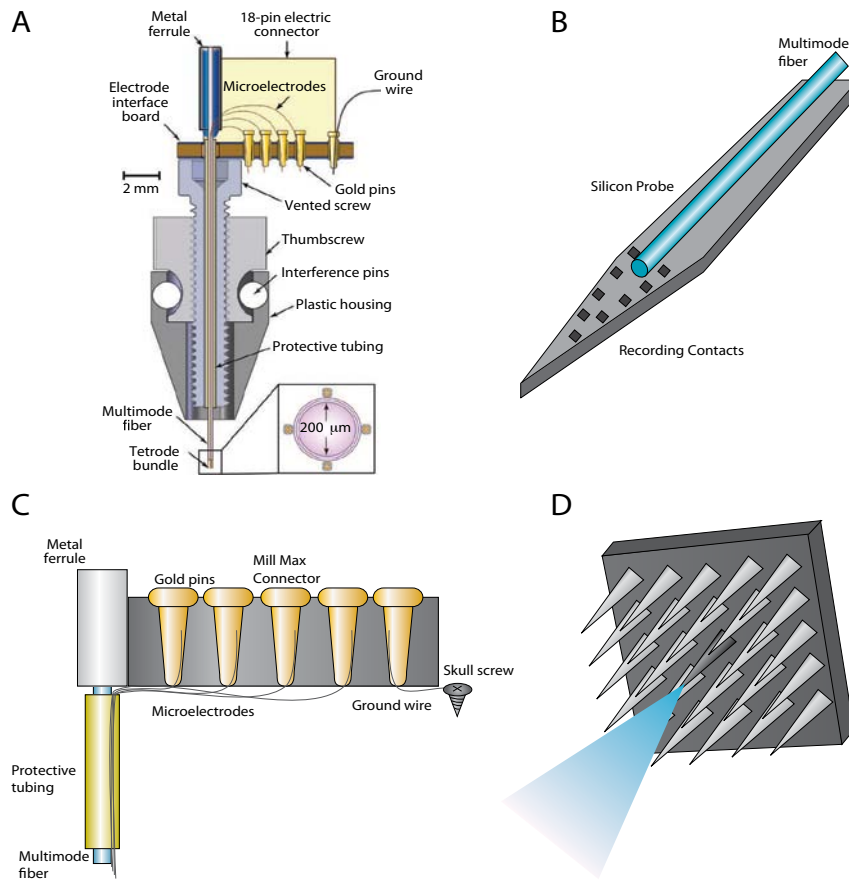 A
Metal
ferrule
18-pin electric
connector
Microelectrodes
Ground
wire
Electrode
interface
board
2 mm
Gold pins
Vented screw
Thumbscrew
Interference pins
Plastic housing
Protective tubing
Multimode
fiber
200 μm
Tetrode
bundle
B
Multimode
fiber
Silicon Probe
Recording Contacts
C
Metal
ferrule
Gold pins
Mill Max
Connector
Skull screw
Microelectrodes
Ground wire
Protective
tubing
Multimode
fiber
D